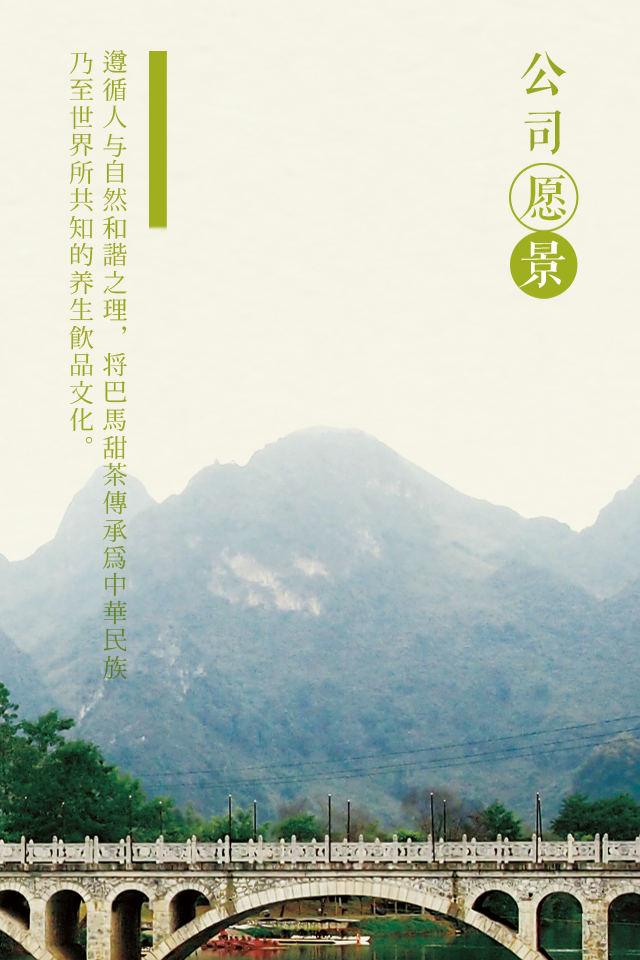 公司愿景
遵循人与自然和諧之理，将巴馬甜茶傳承爲中華民族
乃至世界所共知的养生飲品文化。